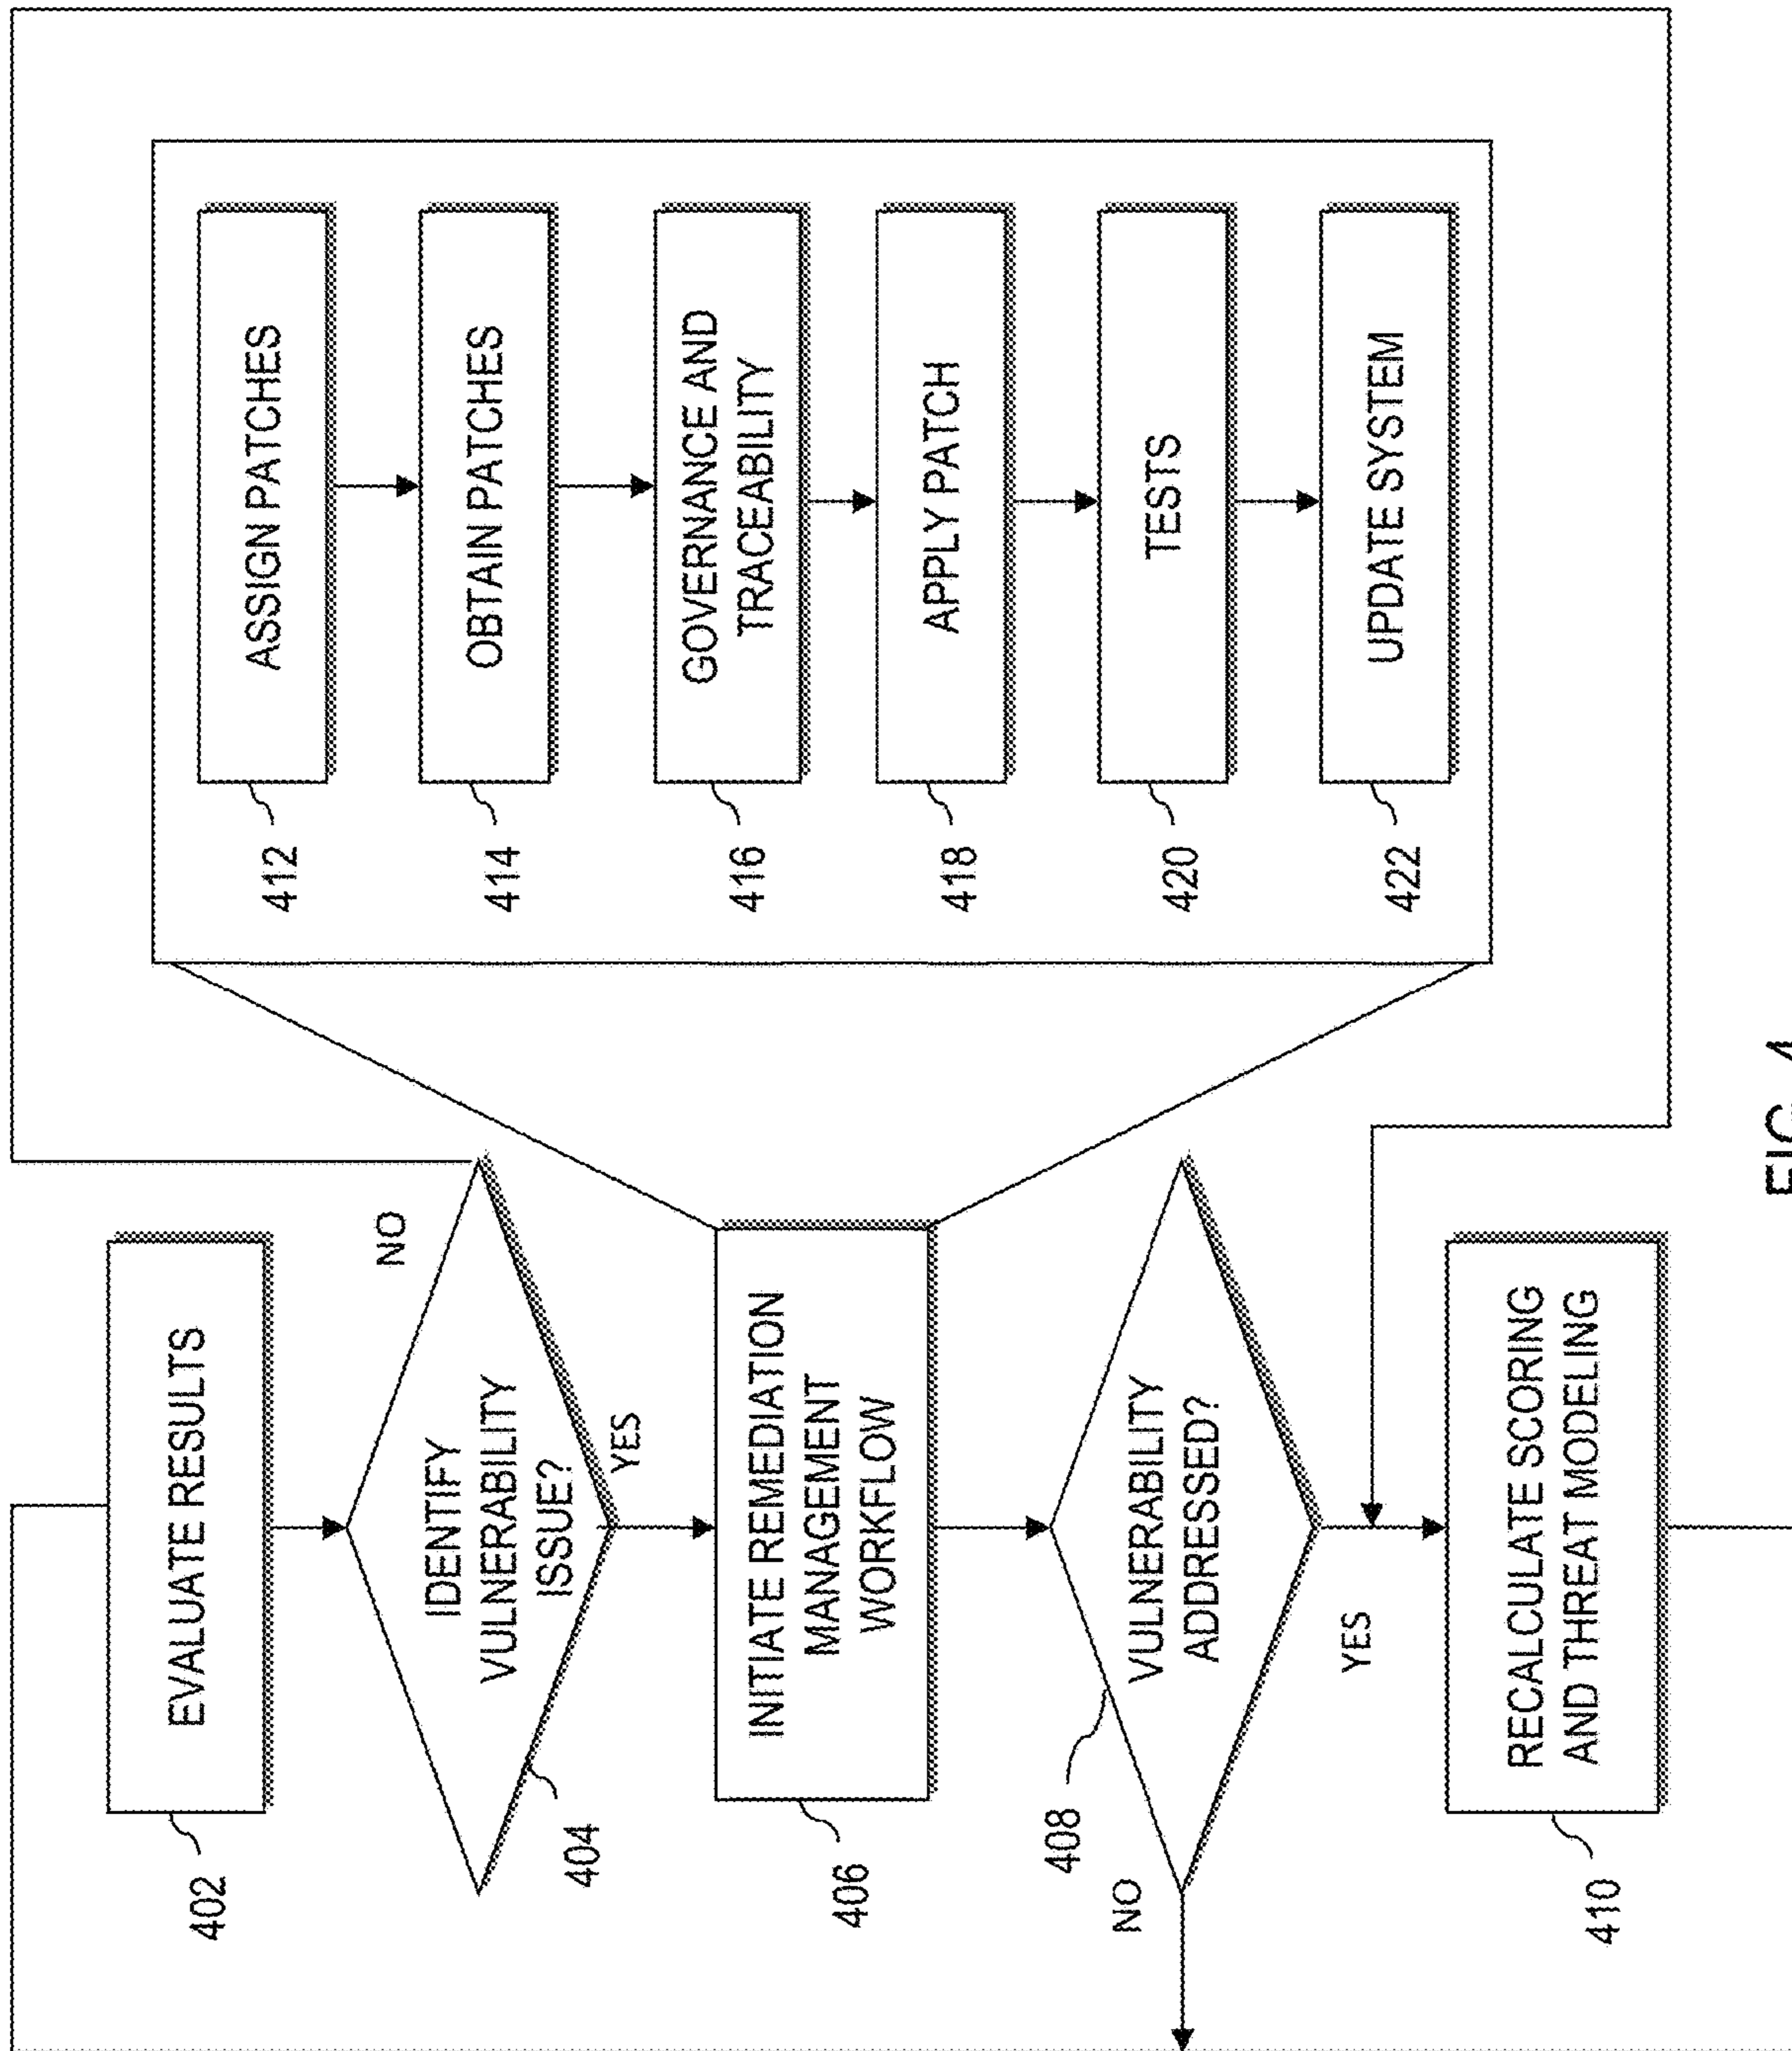 402
EVALUATE RESULTS
404
IDENTIFY
VULNERABILITY
ISSUE?
NO
YES
406
INITIATE REMEDIATION
MANAGEMENT
WORKFLOW
408
VULNERABILITY
ADDRESSED?
NO
YES
410
RECALCULATE SCORING
AND THREAT MODELING
412
ASSIGN PATCHES
414
OBTAIN PATCHES
416
GOVERNANCE AND
TRACEABILITY
418
APPLY PATCH
420
TESTS
422
UPDATE SYSTEM
FIG. 4